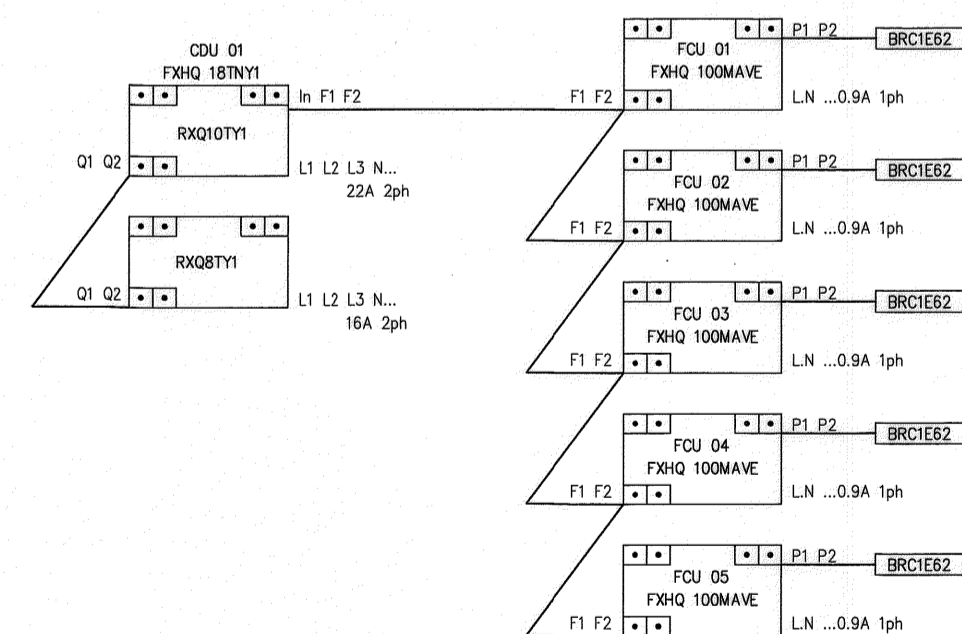 CDU 01
FXHQ 18TNY1
In F1 F2
RXQ10TY1
Q1 Q2
L1 L2 L3 N...
22A 2ph
RXQ8TY1
Q1 Q2
L1 L2 L3 N...
16A 2ph
P1 P2
BRC1E62
FCU 01
FXHQ 100MAVE
F1 F2
L.N ...0.9A 1ph
P1 P2
BRC1E62
FCU 02
FXHQ 100MAVE
F1 F2
L.N ...0.9A 1ph
P1 P2
BRC1E62
FCU 03
FXHQ 100MAVE
F1 F2
L.N ...0.9A 1ph
P1 P2
BRC1E62
FCU 04
FXHQ 100MAVE
F1 F2
L.N ...0.9A 1ph
P1 P2
BRC1E62
FCU 05
FXHQ 100MAVE
F1 F2
L.N ...0.9A 1ph